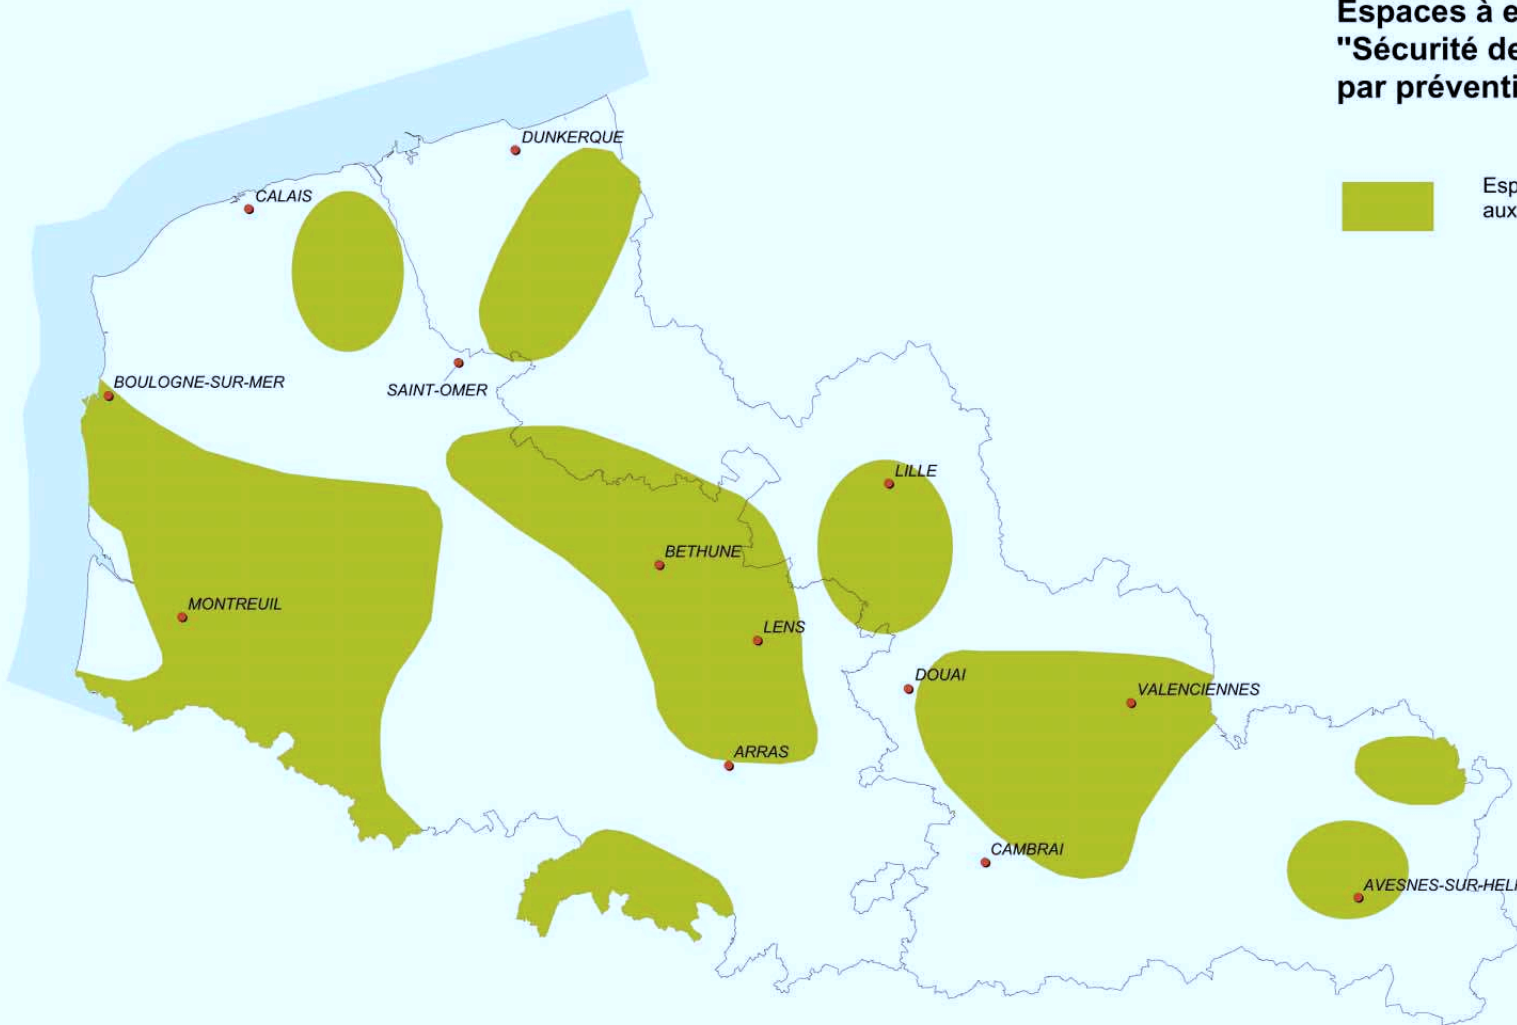 Espaces à e
"Sécurité de
par préventi
Esp
aux
DUNKERQUE
CALAIS
BOULOGNE-SUR-MER
SAINT-OMER
LILLE
BETHUNE
MONTREUIL
LENS
DOUAI
VALENCIENNES
ARRAS
CAMBRAI
AVESNES-SUR-HELP